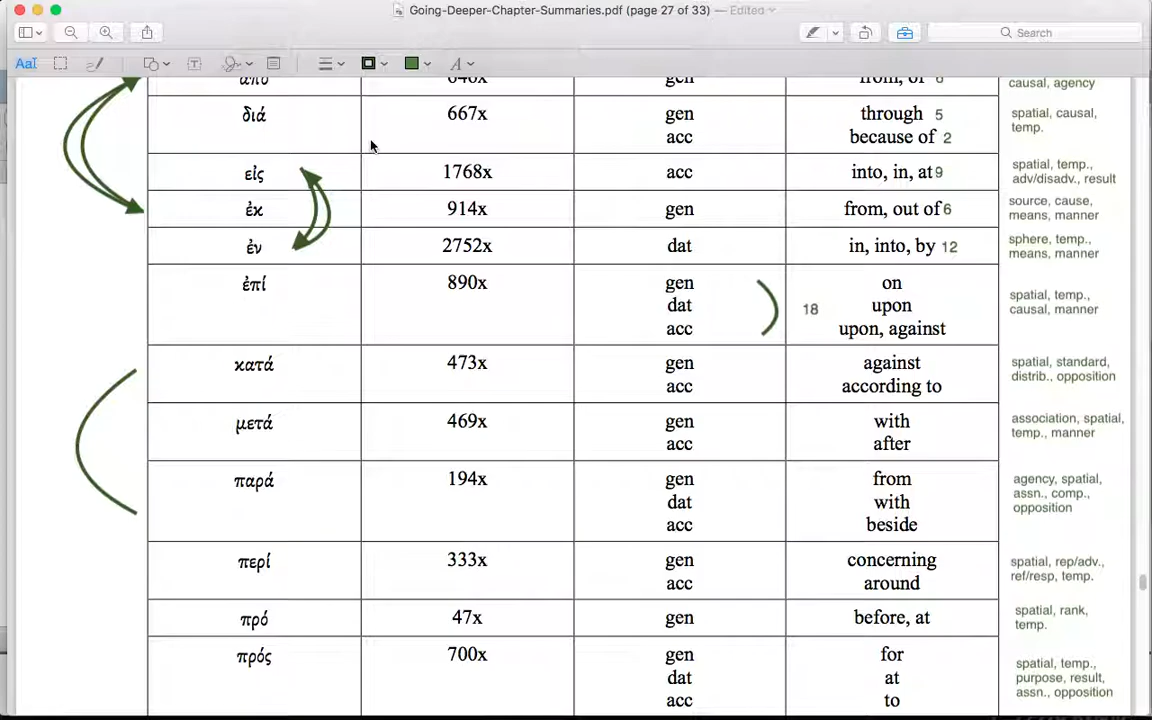 Going-Deeper-Chapter-Summaries.pdf (page 27 of 33) — Edited
Search
AaI
T
A
ἀπό 646x gen from, of 6
causal, agency
διά 667x gen through 5
acc because of 2
spatial, causal,
temp.
εἰς 1768x acc into, in, at 9
spatial, temp.,
adv/disadv., result
ἐκ 914x gen from, out of 6
source, cause,
means, manner
ἐν 2752x dat in, into, by 12
sphere, temp.,
means, manner
ἐπί 890x gen on
dat 18 upon
acc upon, against
spatial, temp.,
causal, manner
κατά 473x gen against
acc according to
spatial, standard,
distrib., opposition
μετά 469x gen with
acc after
association, spatial,
temp., manner
παρά 194x gen from
dat with
acc beside
agency, spatial,
assn., comp.,
opposition
περί 333x gen concerning
acc around
spatial, rep/adv.,
ref/resp, temp.
πρό 47x gen before, at
spatial, rank,
temp.
πρός 700x gen for
dat at
acc to
spatial, temp.,
purpose, result,
assn., opposition